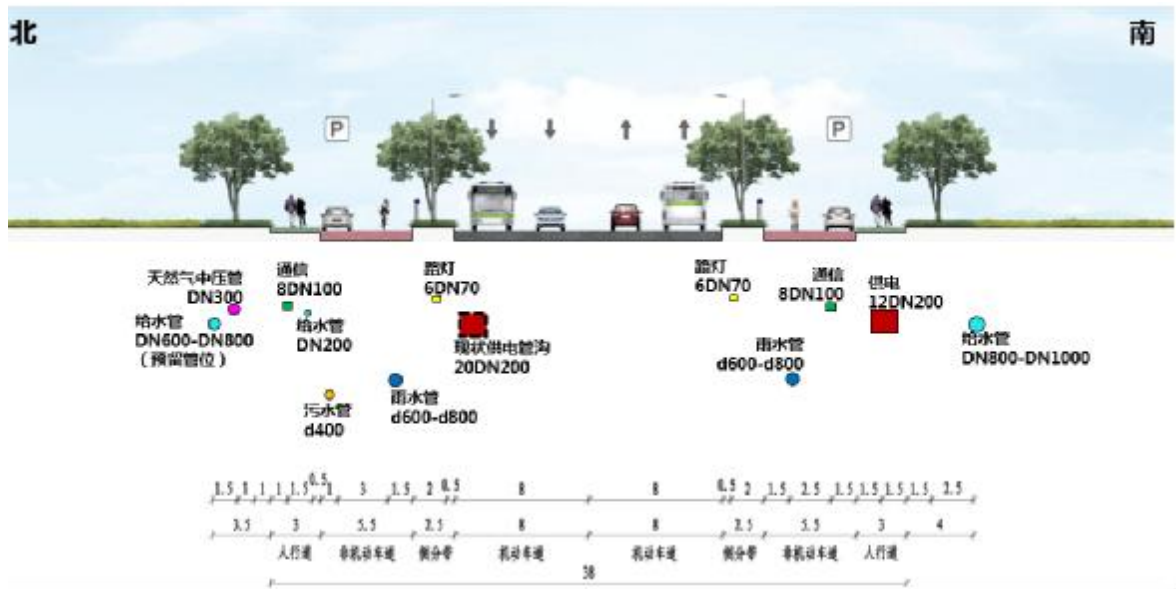 北
南
P
P
天然气中压管
DN300
通信
8DN100
路灯
6DN70
路灯
6DN70
通信
8DN100
供电
12DN200
给水管
DN600-DN800
（预留管位）
给水管
DN200
现状供电管沟
20DN200
雨水管
d600-d800
给水管
DN800-DN1000
污水管
d400
雨水管
d600-d800
1.5 1 1 1 1.5 0.5 1 3 1.5 2 0.5 8 8 0.5 2 1.5 2.5 1.5 1.5 1.5 1.5 2.5
3.5 3 5.5 2.5 8 8 2.5 5.5 3 4
人行道 非机动车道 侧分带 机动车道 机动车道 侧分带 非机动车道 人行道
38